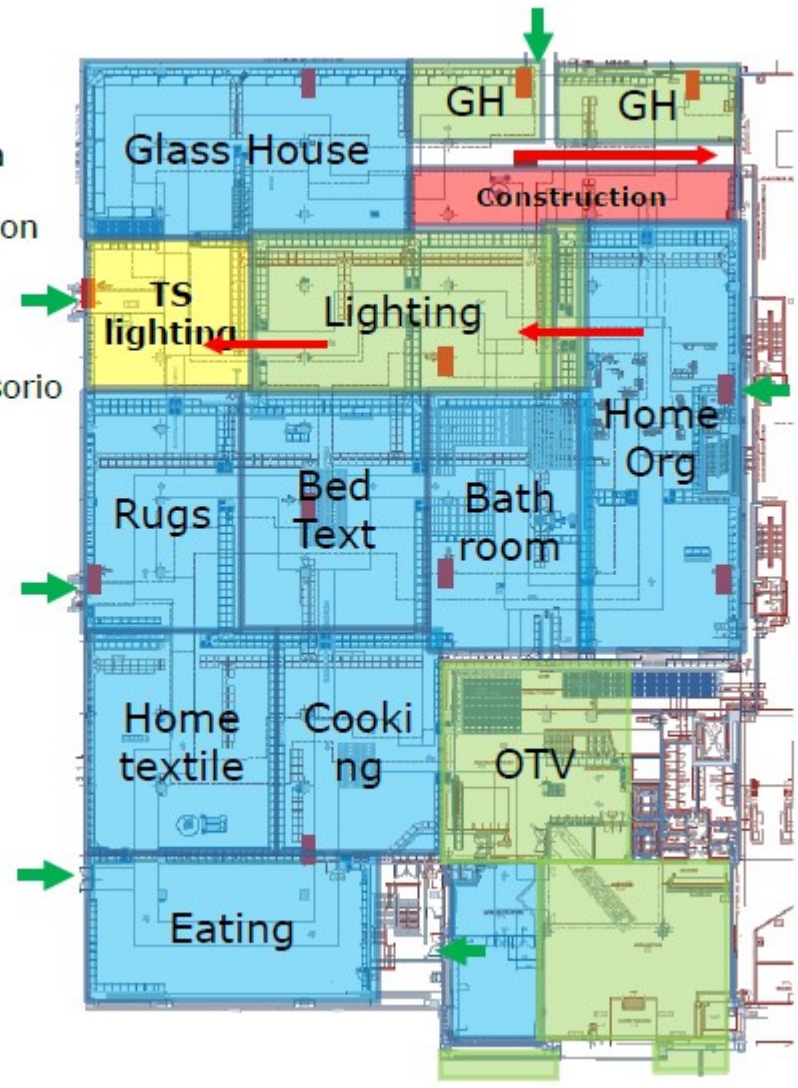 GH
GH
Glass House
on
Construction
TS
lighting
Lighting
sorio
Home
Org
Rugs
Bed
Text
Bath
room
Home
textile
Cooki
ng
OTV
Eating